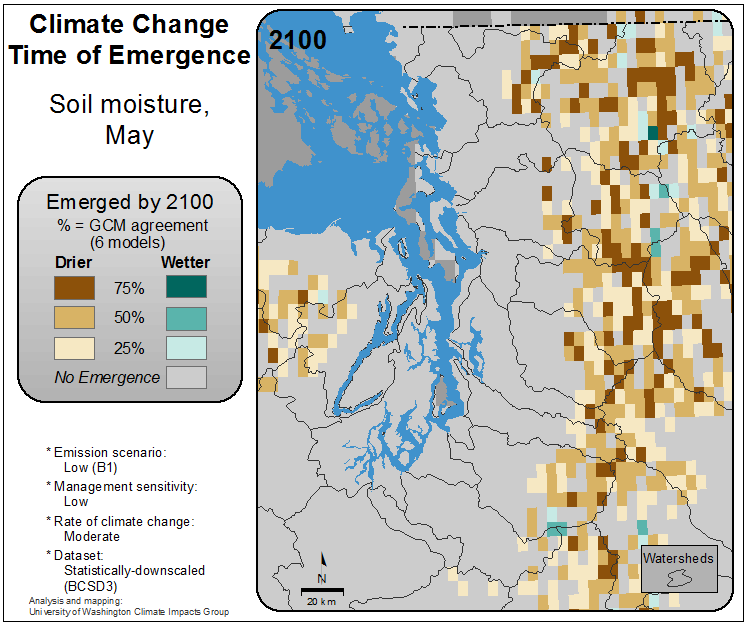 Climate Change
Time of Emergence
Soil moisture,
May
Emerged by 2100
% = GCM agreement
(6 models)
Drier Wetter
75%
50%
25%
No Emergence
* Emission scenario:
Low (B1)
* Management sensitivity:
Low
* Rate of climate change:
Moderate
* Dataset:
Statistically-downscaled
(BCSD3)
Analysis and mapping:
University of Washington Climate Impacts Group
2100
N
20 km
Watersheds